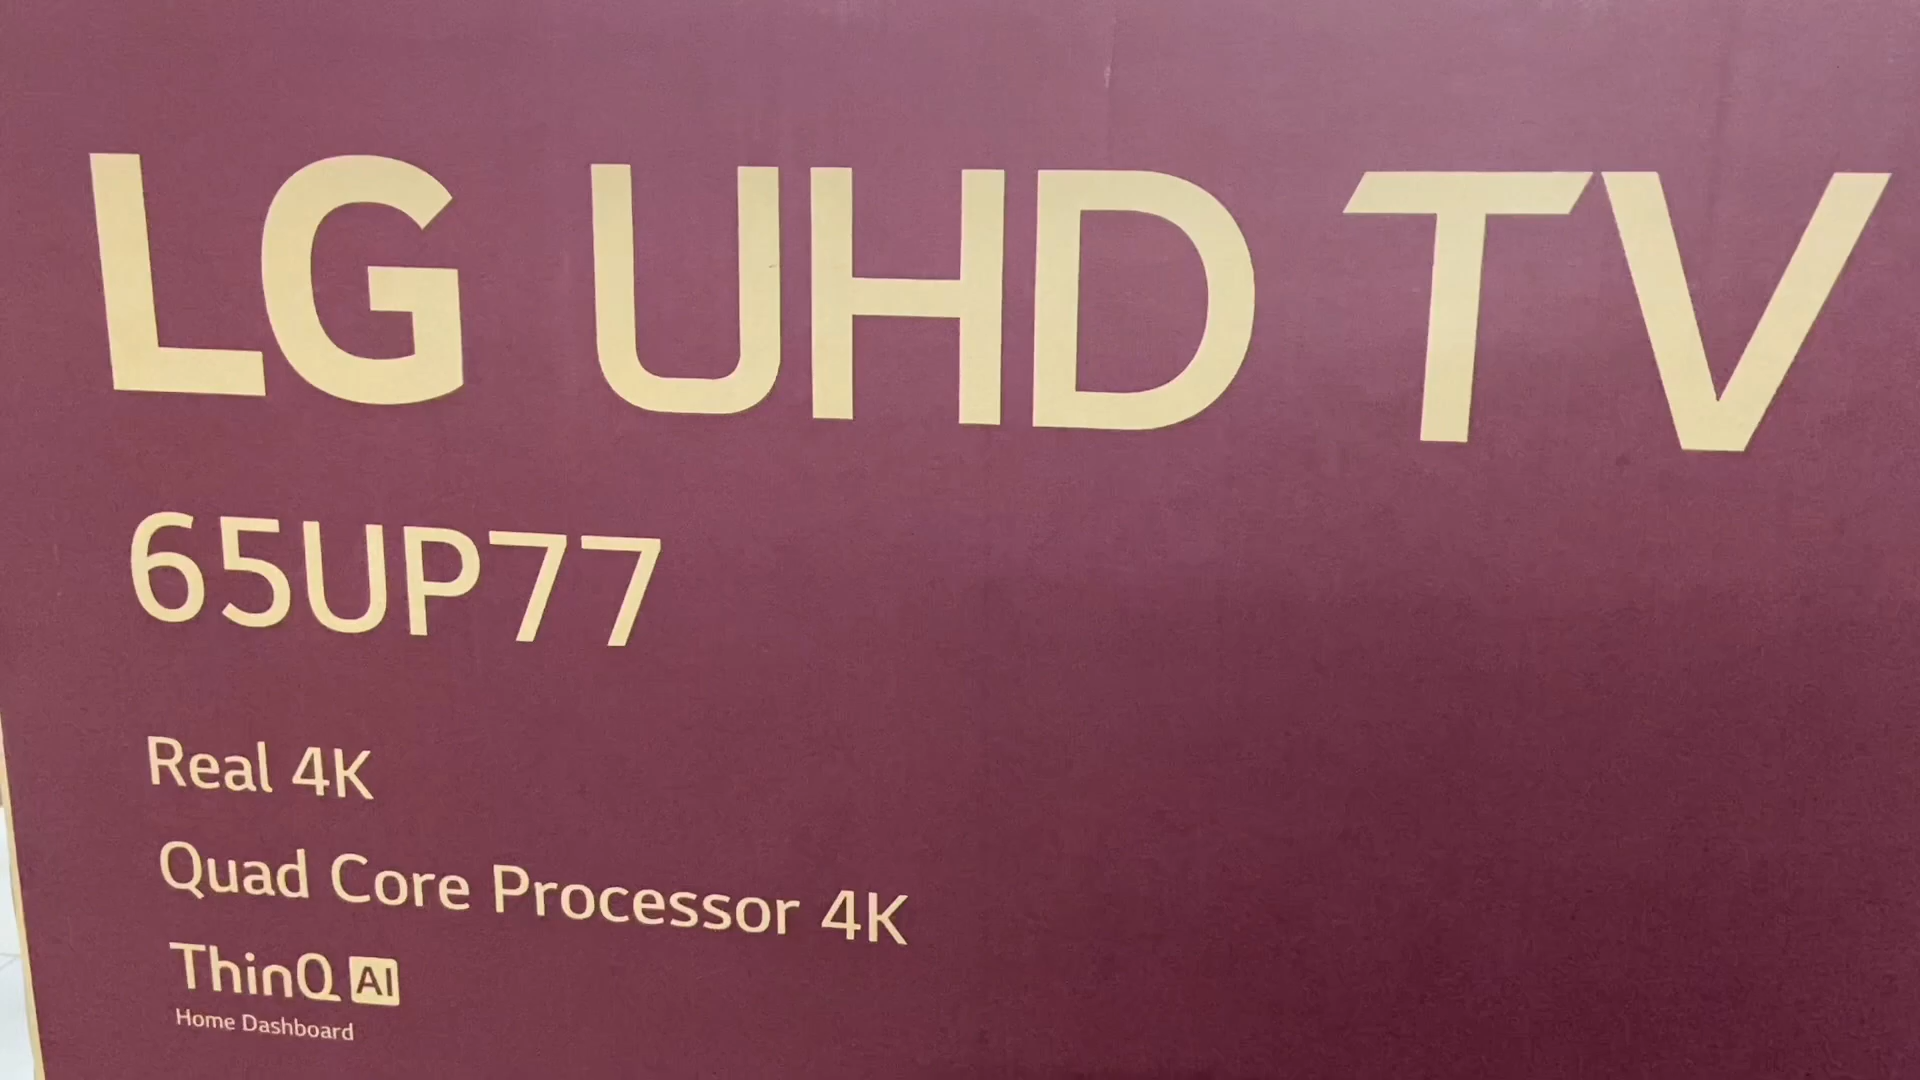 LG UHD TV
65UP77
Real 4K
Quad Core Processor 4K
ThinQ AI
Home Dashboard